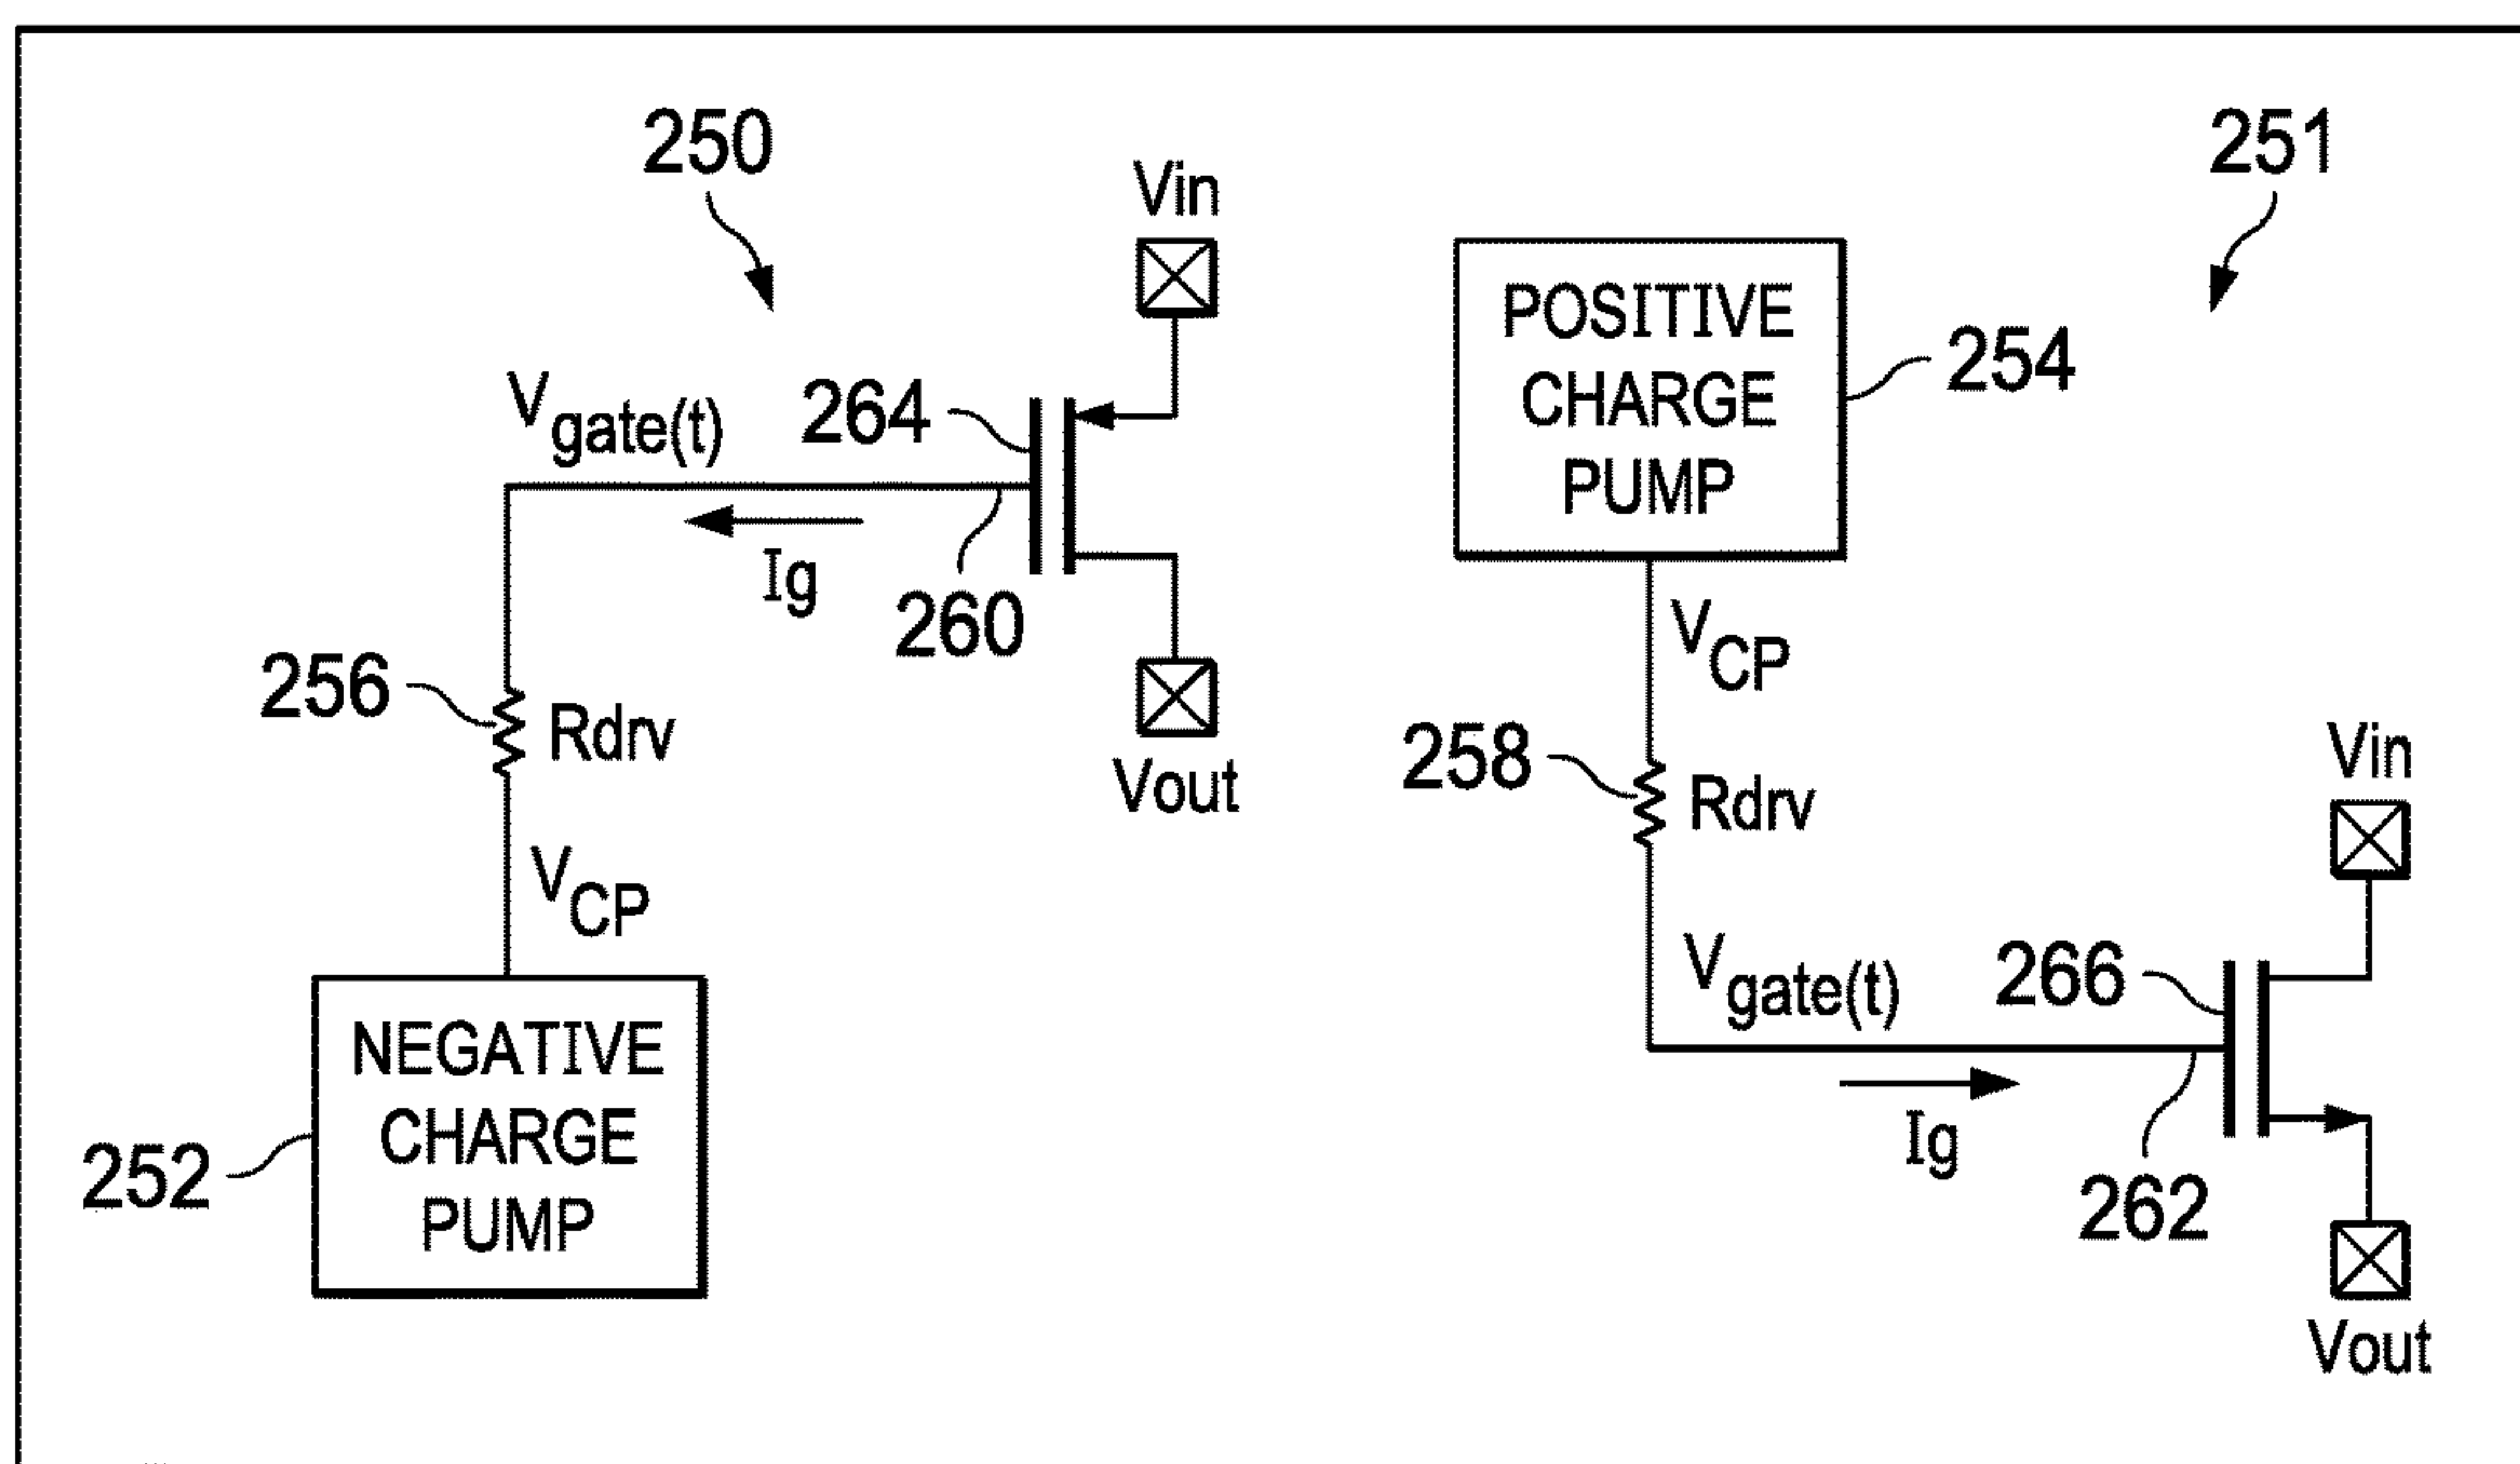 250
Vin
Vgate(t)
264
Ig
260
256
Rdrv
VCP
Vout
NEGATIVE
CHARGE
PUMP
252
251
POSITIVE
CHARGE
PUMP
254
VCP
258
Rdrv
Vin
Vgate(t)
266
Ig
262
Vout